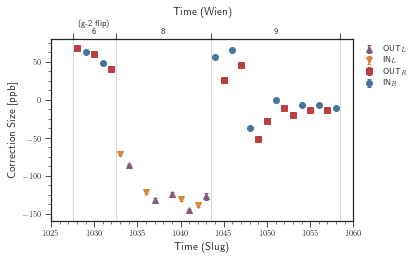 Time (Wien)
(g-2 flip)
6 8 9
50
0
−50
−100
−150
Correction Size [ppb]
1025 1030 1035 1040 1045 1050 1055 1060
Time (Slug)
OUT_L
IN_L
OUT_R
IN_R